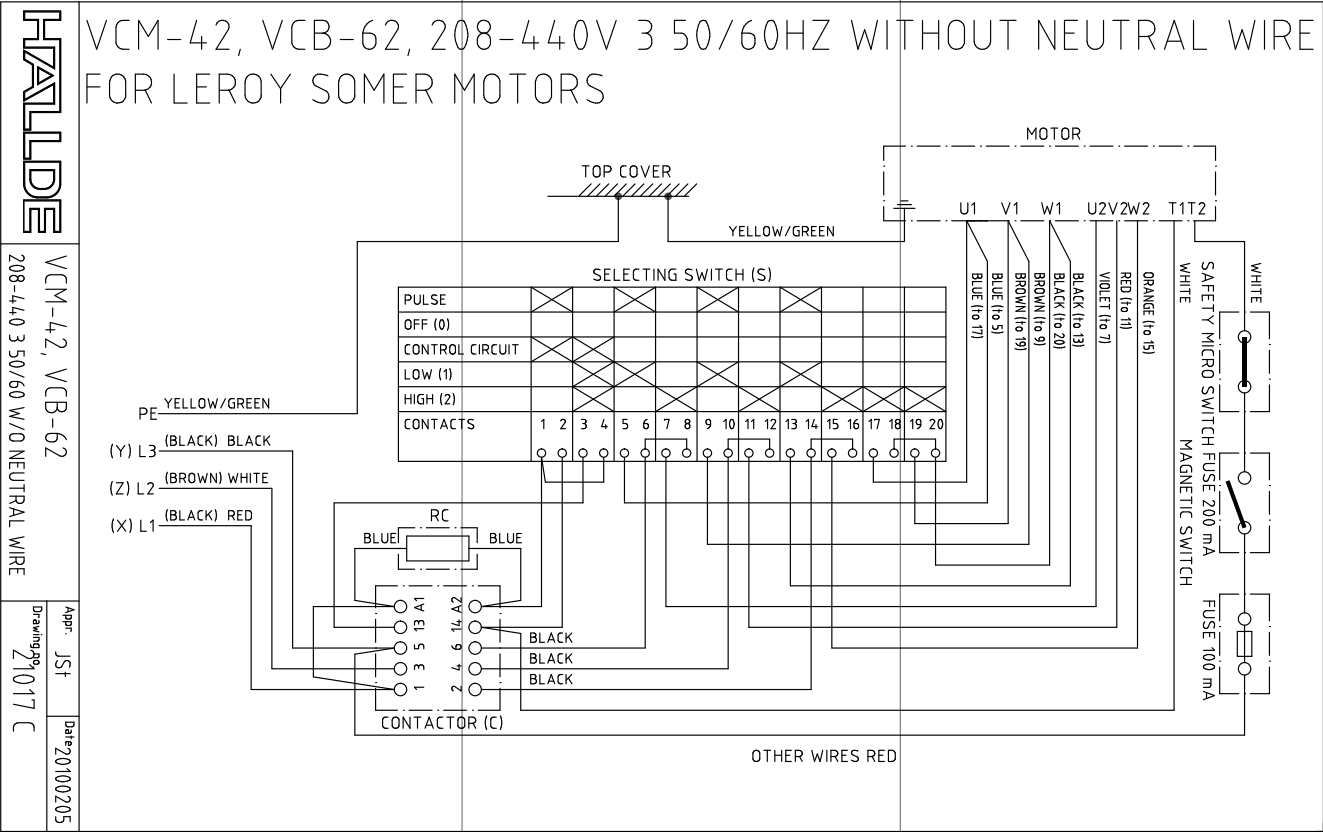 VCM-42, VCB-62, 208-440V 3 50/60HZ WITHOUT NEUTRAL WIRE
FOR LEROY SOMER MOTORS
HALLDE
VCM-42, VCB-62
208-440 3 50/60 W/O NEUTRAL WIRE
Appr. JSt
Date 20100205
Drawing no.
21017 C
MOTOR
TOP COVER
U1 V1 W1 U2 V2 W2 T1 T2
YELLOW/GREEN
SELECTING SWITCH (S)
PULSE
OFF (0)
CONTROL CIRCUIT
LOW (1)
HIGH (2)
CONTACTS 1 2 3 4 5 6 7 8 9 10 11 12 13 14 15 16 17 18 19 20
BLUE (to 17)
BLUE (to 5)
BROWN (to 19)
BROWN (to 9)
BLACK (to 20)
BLACK (to 13)
VIOLET (to 7)
RED (to 11)
ORANGE (to 15)
WHITE
WHITE
SAFETY MICRO SWITCH FUSE 200 mA
MAGNETIC SWITCH
FUSE 100 mA
PE YELLOW/GREEN
(Y) L3 (BLACK) BLACK
(Z) L2 (BROWN) WHITE
(X) L1 (BLACK) RED
RC
BLUE BLUE
A1 A2
13 14
5 6
3 4
1 2
BLACK
BLACK
BLACK
CONTACTOR (C)
OTHER WIRES RED